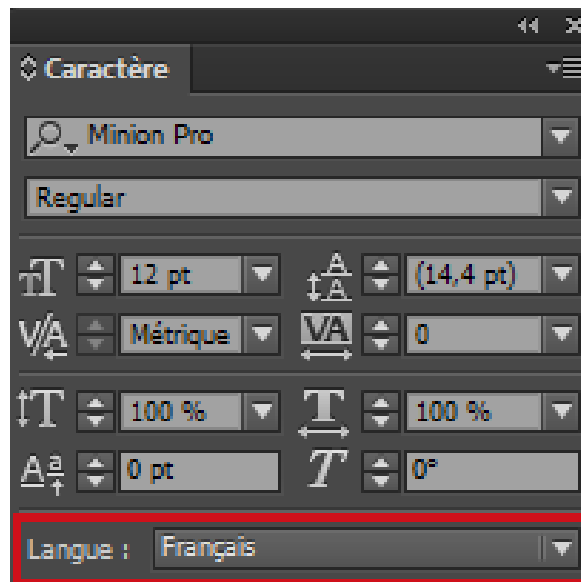 Caractère
Minion Pro
Regular
12 pt (14,4 pt)
Métrique 0
100 % 100 %
0 pt 0°
Langue : Français